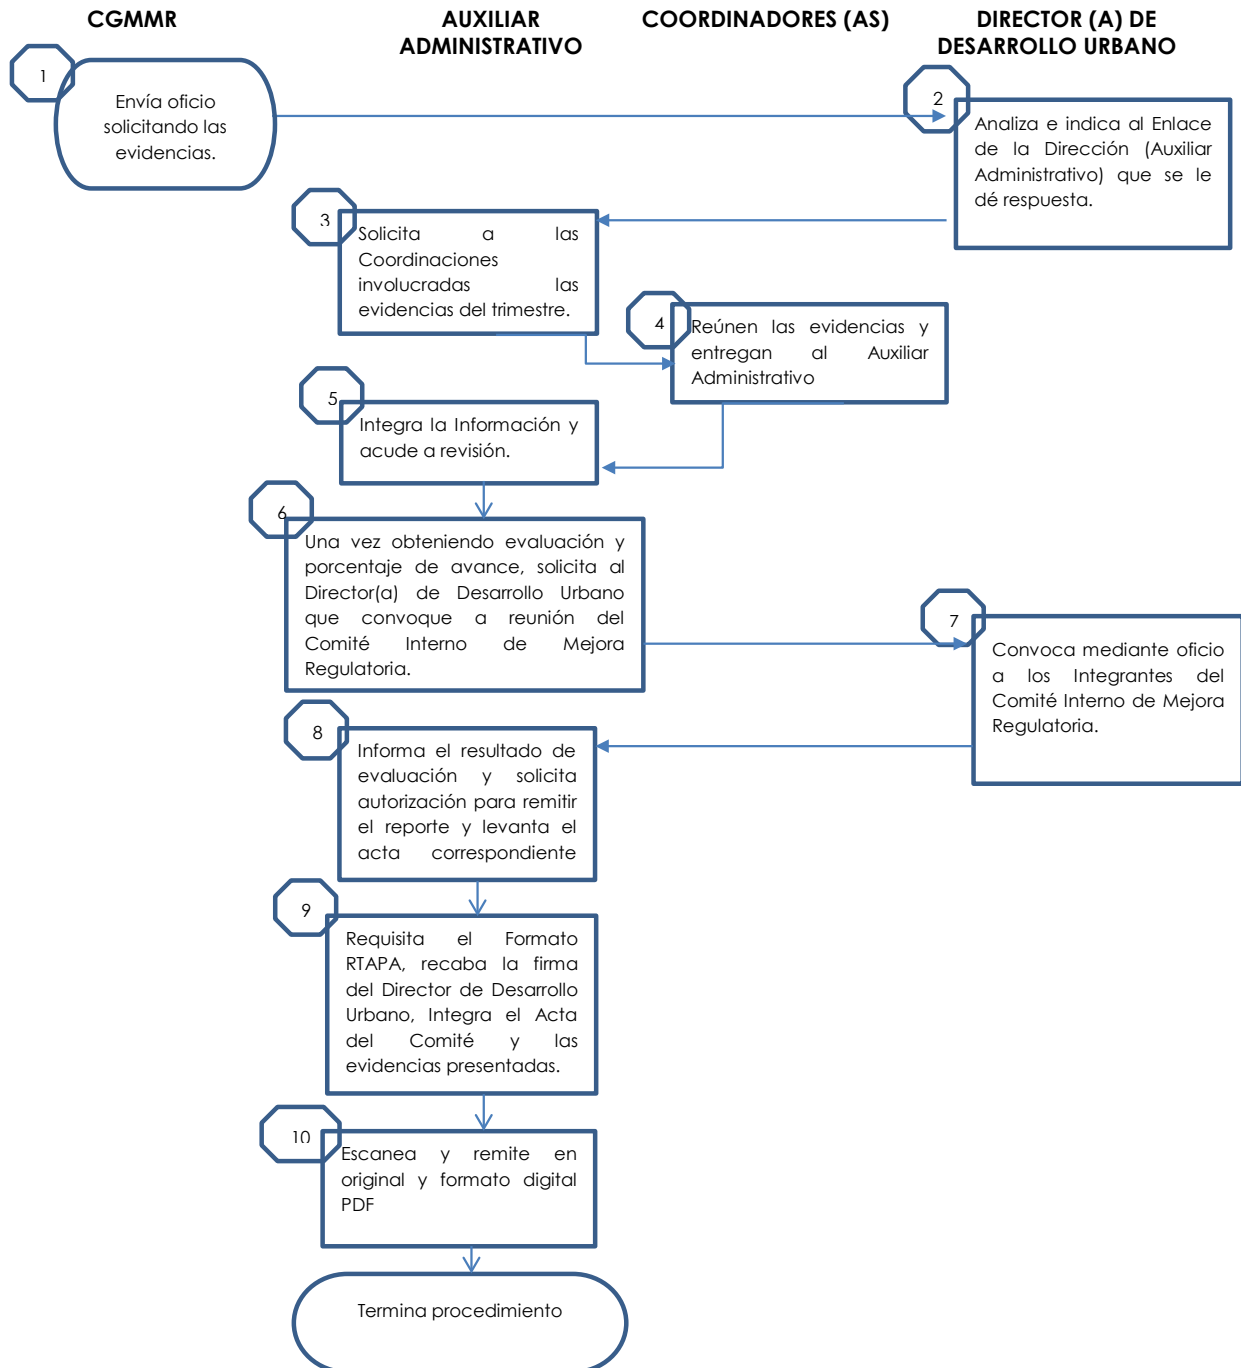 CGMMR
AUXILIAR
ADMINISTRATIVO
COORDINADORES (AS)
DIRECTOR (A) DE
DESARROLLO URBANO
1
Envía oficio
solicitando las
evidencias.
2
Analiza e indica al Enlace
de la Dirección (Auxiliar
Administrativo) que se le
dé respuesta.
3
Solicita a las
Coordinaciones
involucradas las
evidencias del trimestre.
4
Reúnen las evidencias y
entregan al Auxiliar
Administrativo
5
Integra la Información y
acude a revisión.
6
Una vez obteniendo evaluación y
porcentaje de avance, solicita al
Director(a) de Desarrollo Urbano
que convoque a reunión del
Comité Interno de Mejora
Regulatoria.
7
Convoca mediante oficio
a los Integrantes del
Comité Interno de Mejora
Regulatoria.
8
Informa el resultado de
evaluación y solicita
autorización para remitir
el reporte y levanta el
acta correspondiente
9
Requisita el Formato
RTAPA, recaba la firma
del Director de Desarrollo
Urbano, Integra el Acta
del Comité y las
evidencias presentadas.
10
Escanea y remite en
original y formato digital
PDF
Termina procedimiento